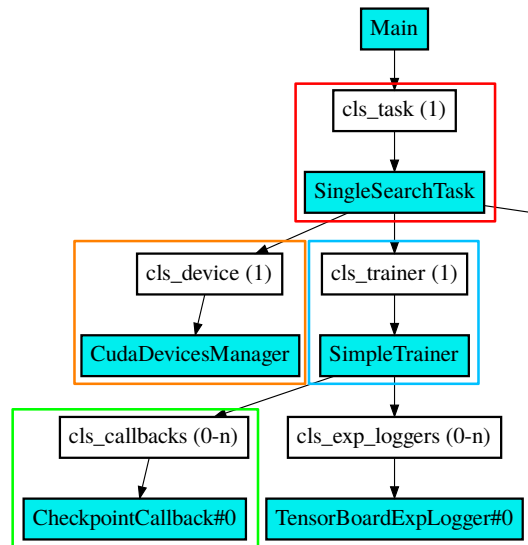 Main
cls_task (1)
SingleSearchTask
cls_device (1)
cls_trainer (1)
CudaDevicesManager
SimpleTrainer
cls_callbacks (0-n)
cls_exp_loggers (0-n)
CheckpointCallback#0
TensorBoardExpLogger#0